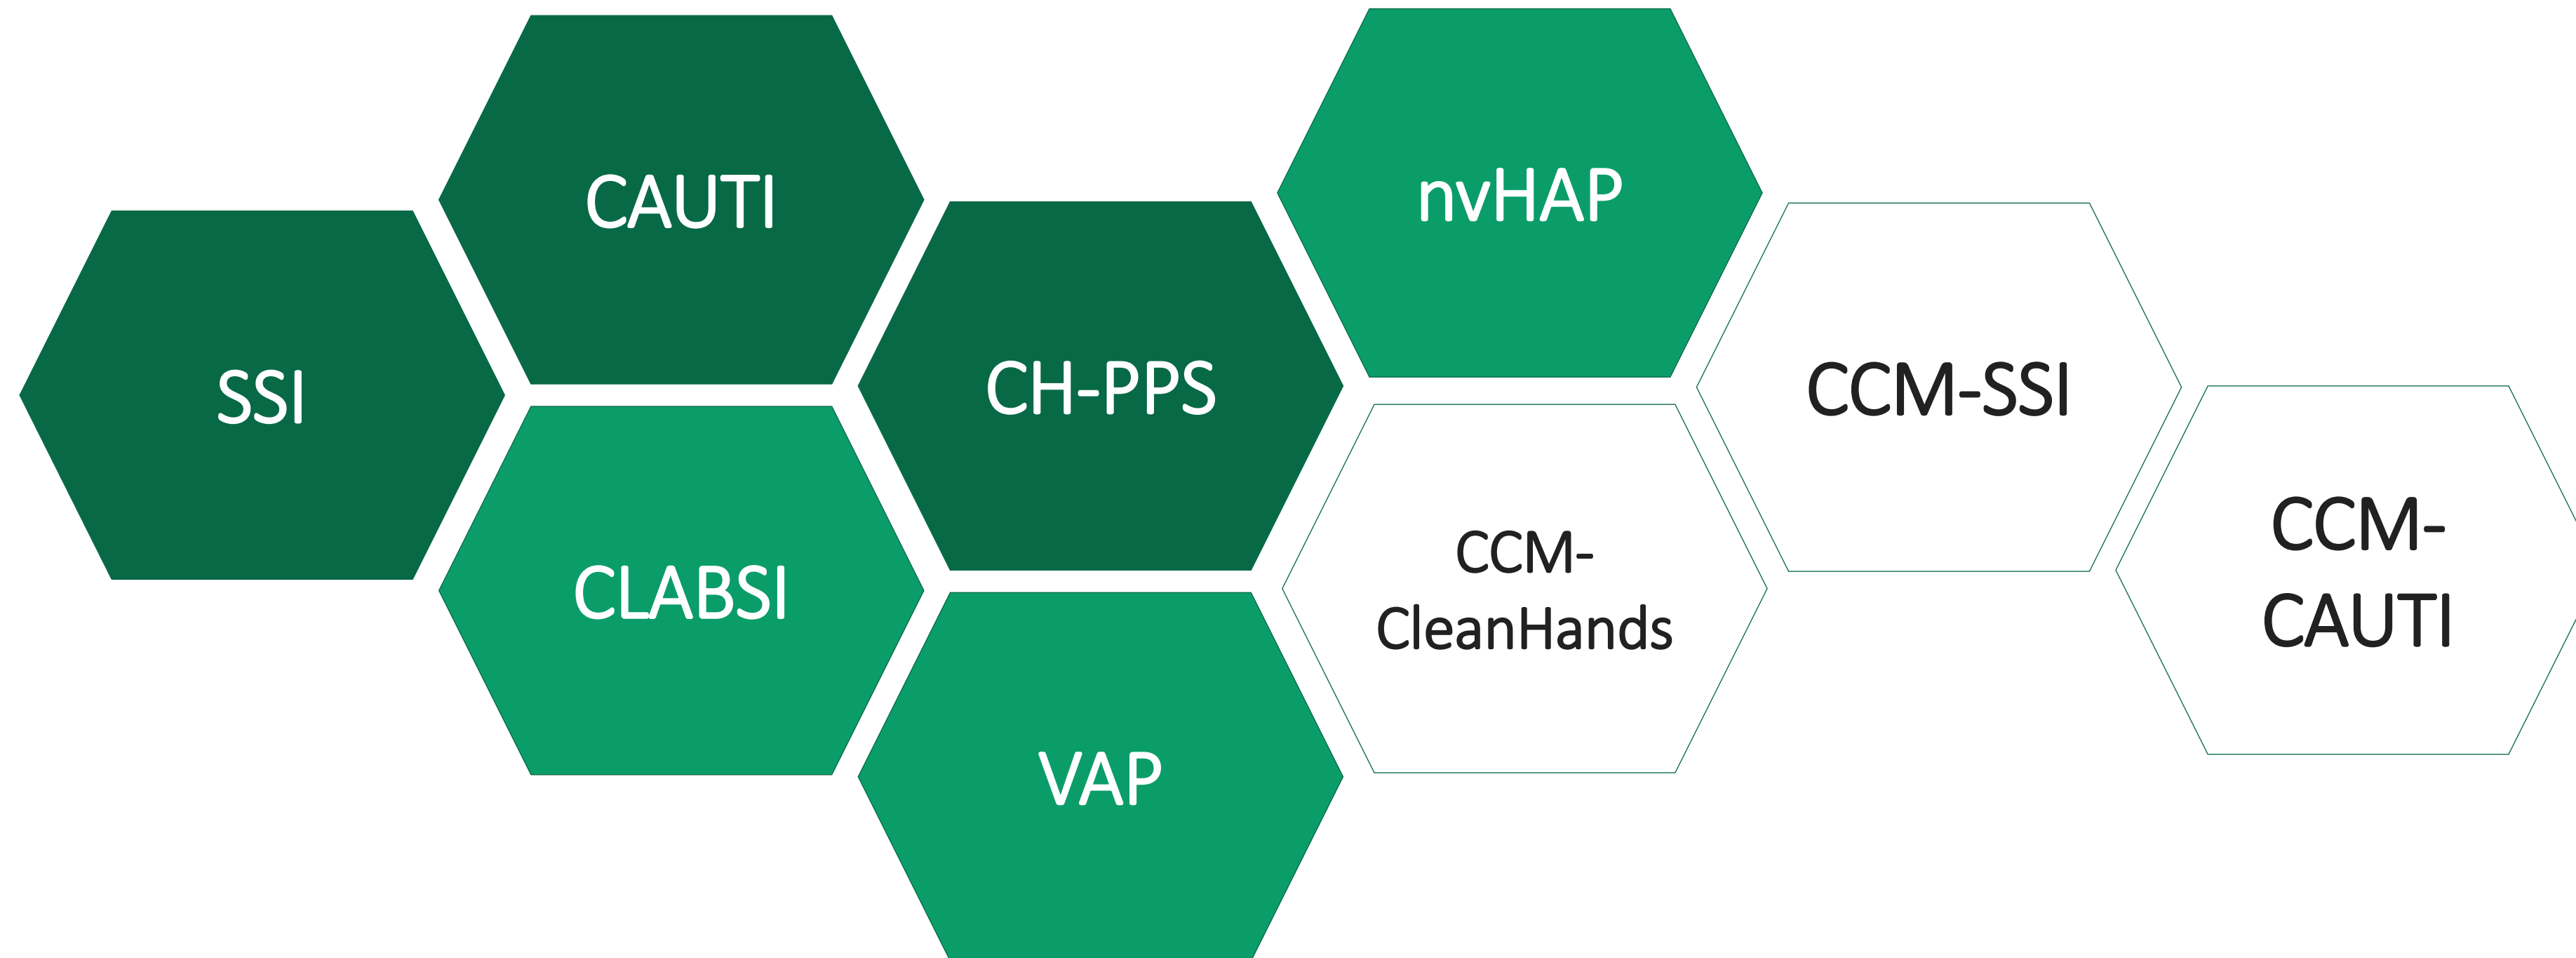 SSI
CAUTI
CLABSI
CH-PPS
VAP
nvHAP
CCM-
CleanHands
CCM-SSI
CCM-
CAUTI